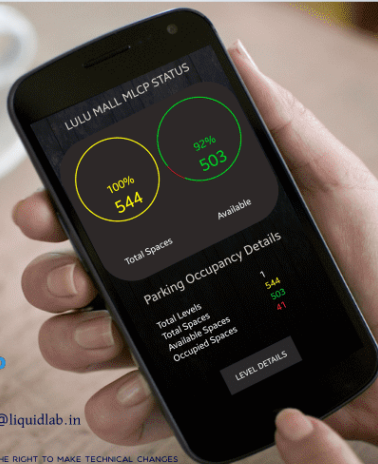 LULU MALL MLCP STATUS
100%
544
92%
503
Total Spaces
Available
Parking Occupancy Details
Total Levels 1
Total Spaces 544
Available Spaces 503
Occupied Spaces 41
LEVEL DETAILS
@liquidlab.in
HE RIGHT TO MAKE TECHNICAL CHANGES